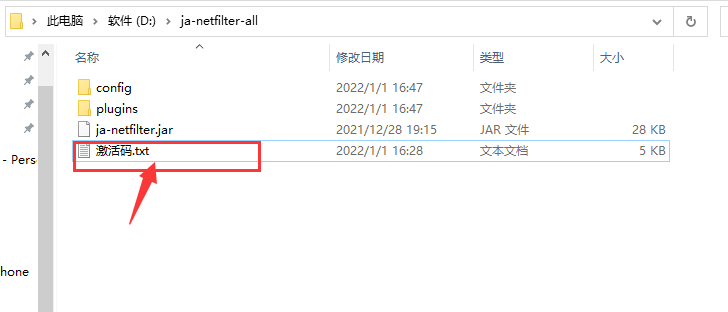 此电脑 > 软件 (D:) > ja-netfilter-all
名称 修改日期 类型 大小
config 2022/1/1 16:47 文件夹
plugins 2022/1/1 16:47 文件夹
ja-netfilter.jar 2021/12/28 19:15 JAR 文件 28 KB
激活码.txt 2022/1/1 16:28 文本文档 5 KB
- Perso
hone